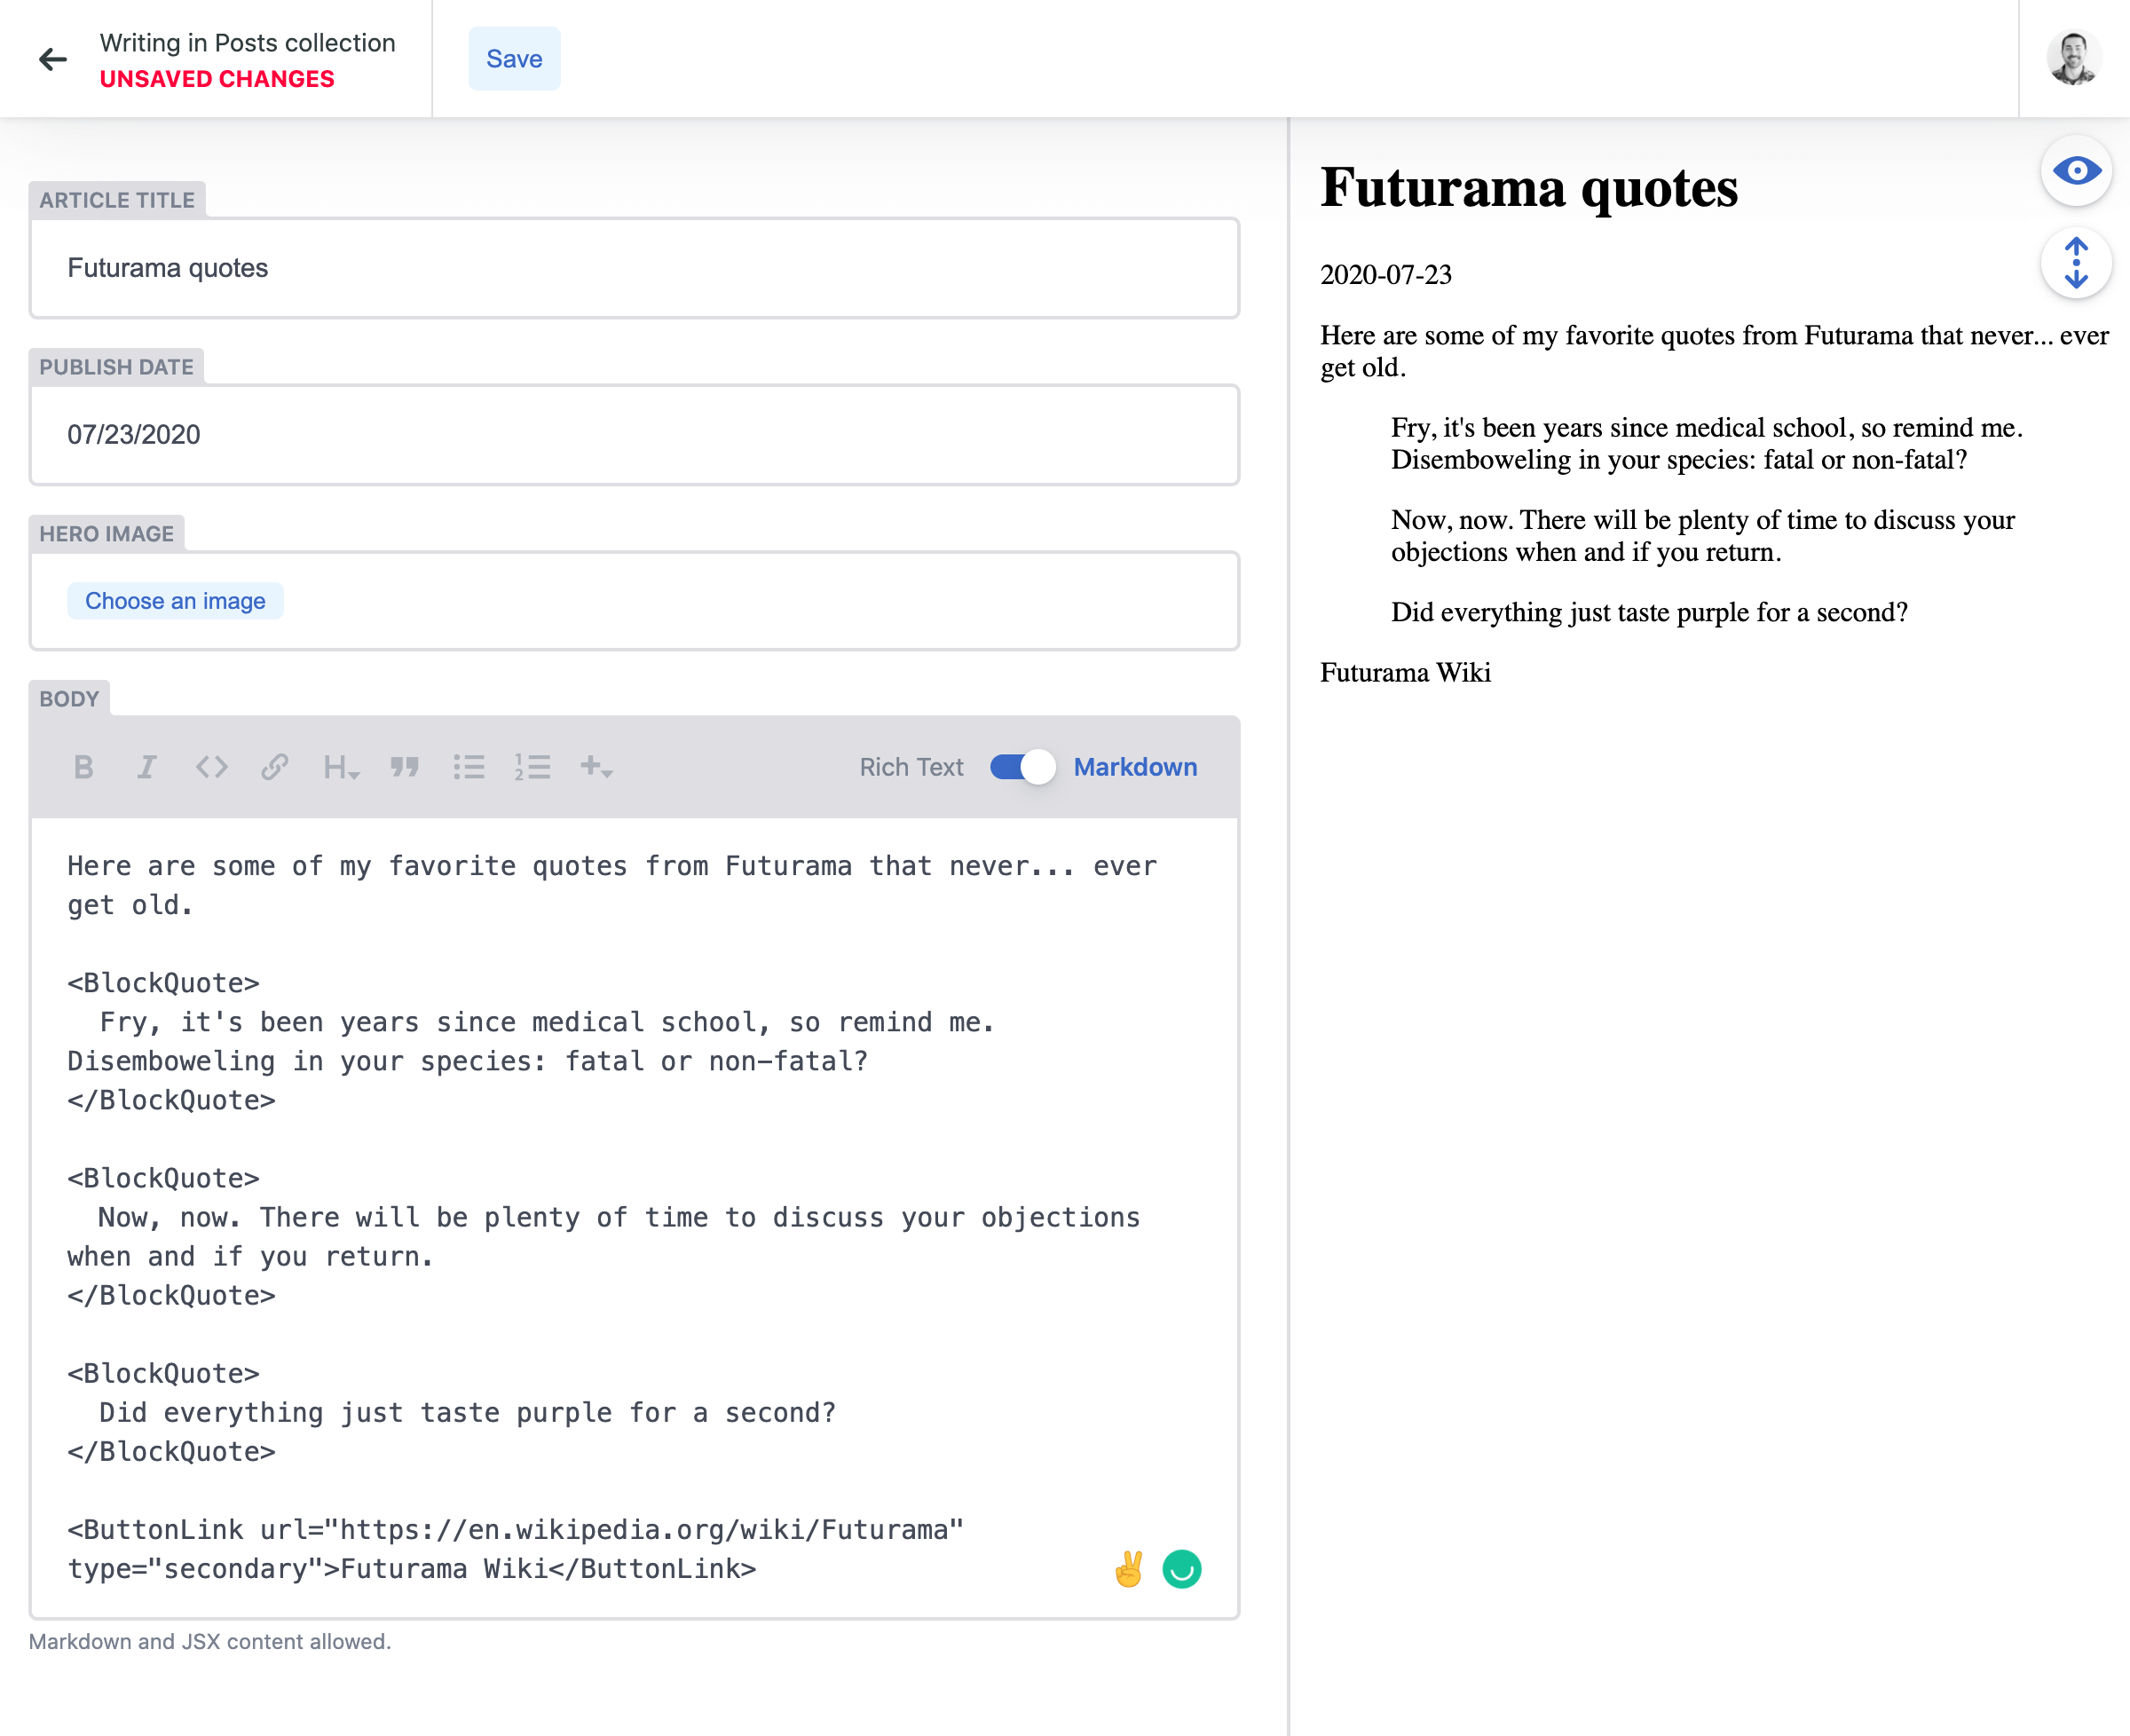 Writing in Posts collection
UNSAVED CHANGES
Save
ARTICLE TITLE
Futurama quotes
PUBLISH DATE
07/23/2020
HERO IMAGE
Choose an image
BODY
B I <> H 1 2 +
Rich Text
Markdown
Here are some of my favorite quotes from Futurama that never... ever
get old.
<BlockQuote>
  Fry, it's been years since medical school, so remind me.
Disemboweling in your species: fatal or non-fatal?
</BlockQuote>
<BlockQuote>
  Now, now. There will be plenty of time to discuss your objections
when and if you return.
</BlockQuote>
<BlockQuote>
  Did everything just taste purple for a second?
</BlockQuote>
<ButtonLink url="https://en.wikipedia.org/wiki/Futurama"
type="secondary">Futurama Wiki</ButtonLink>
Markdown and JSX content allowed.
Futurama quotes
2020-07-23
Here are some of my favorite quotes from Futurama that never... ever
get old.
Fry, it's been years since medical school, so remind me.
Disemboweling in your species: fatal or non-fatal?
Now, now. There will be plenty of time to discuss your
objections when and if you return.
Did everything just taste purple for a second?
Futurama Wiki